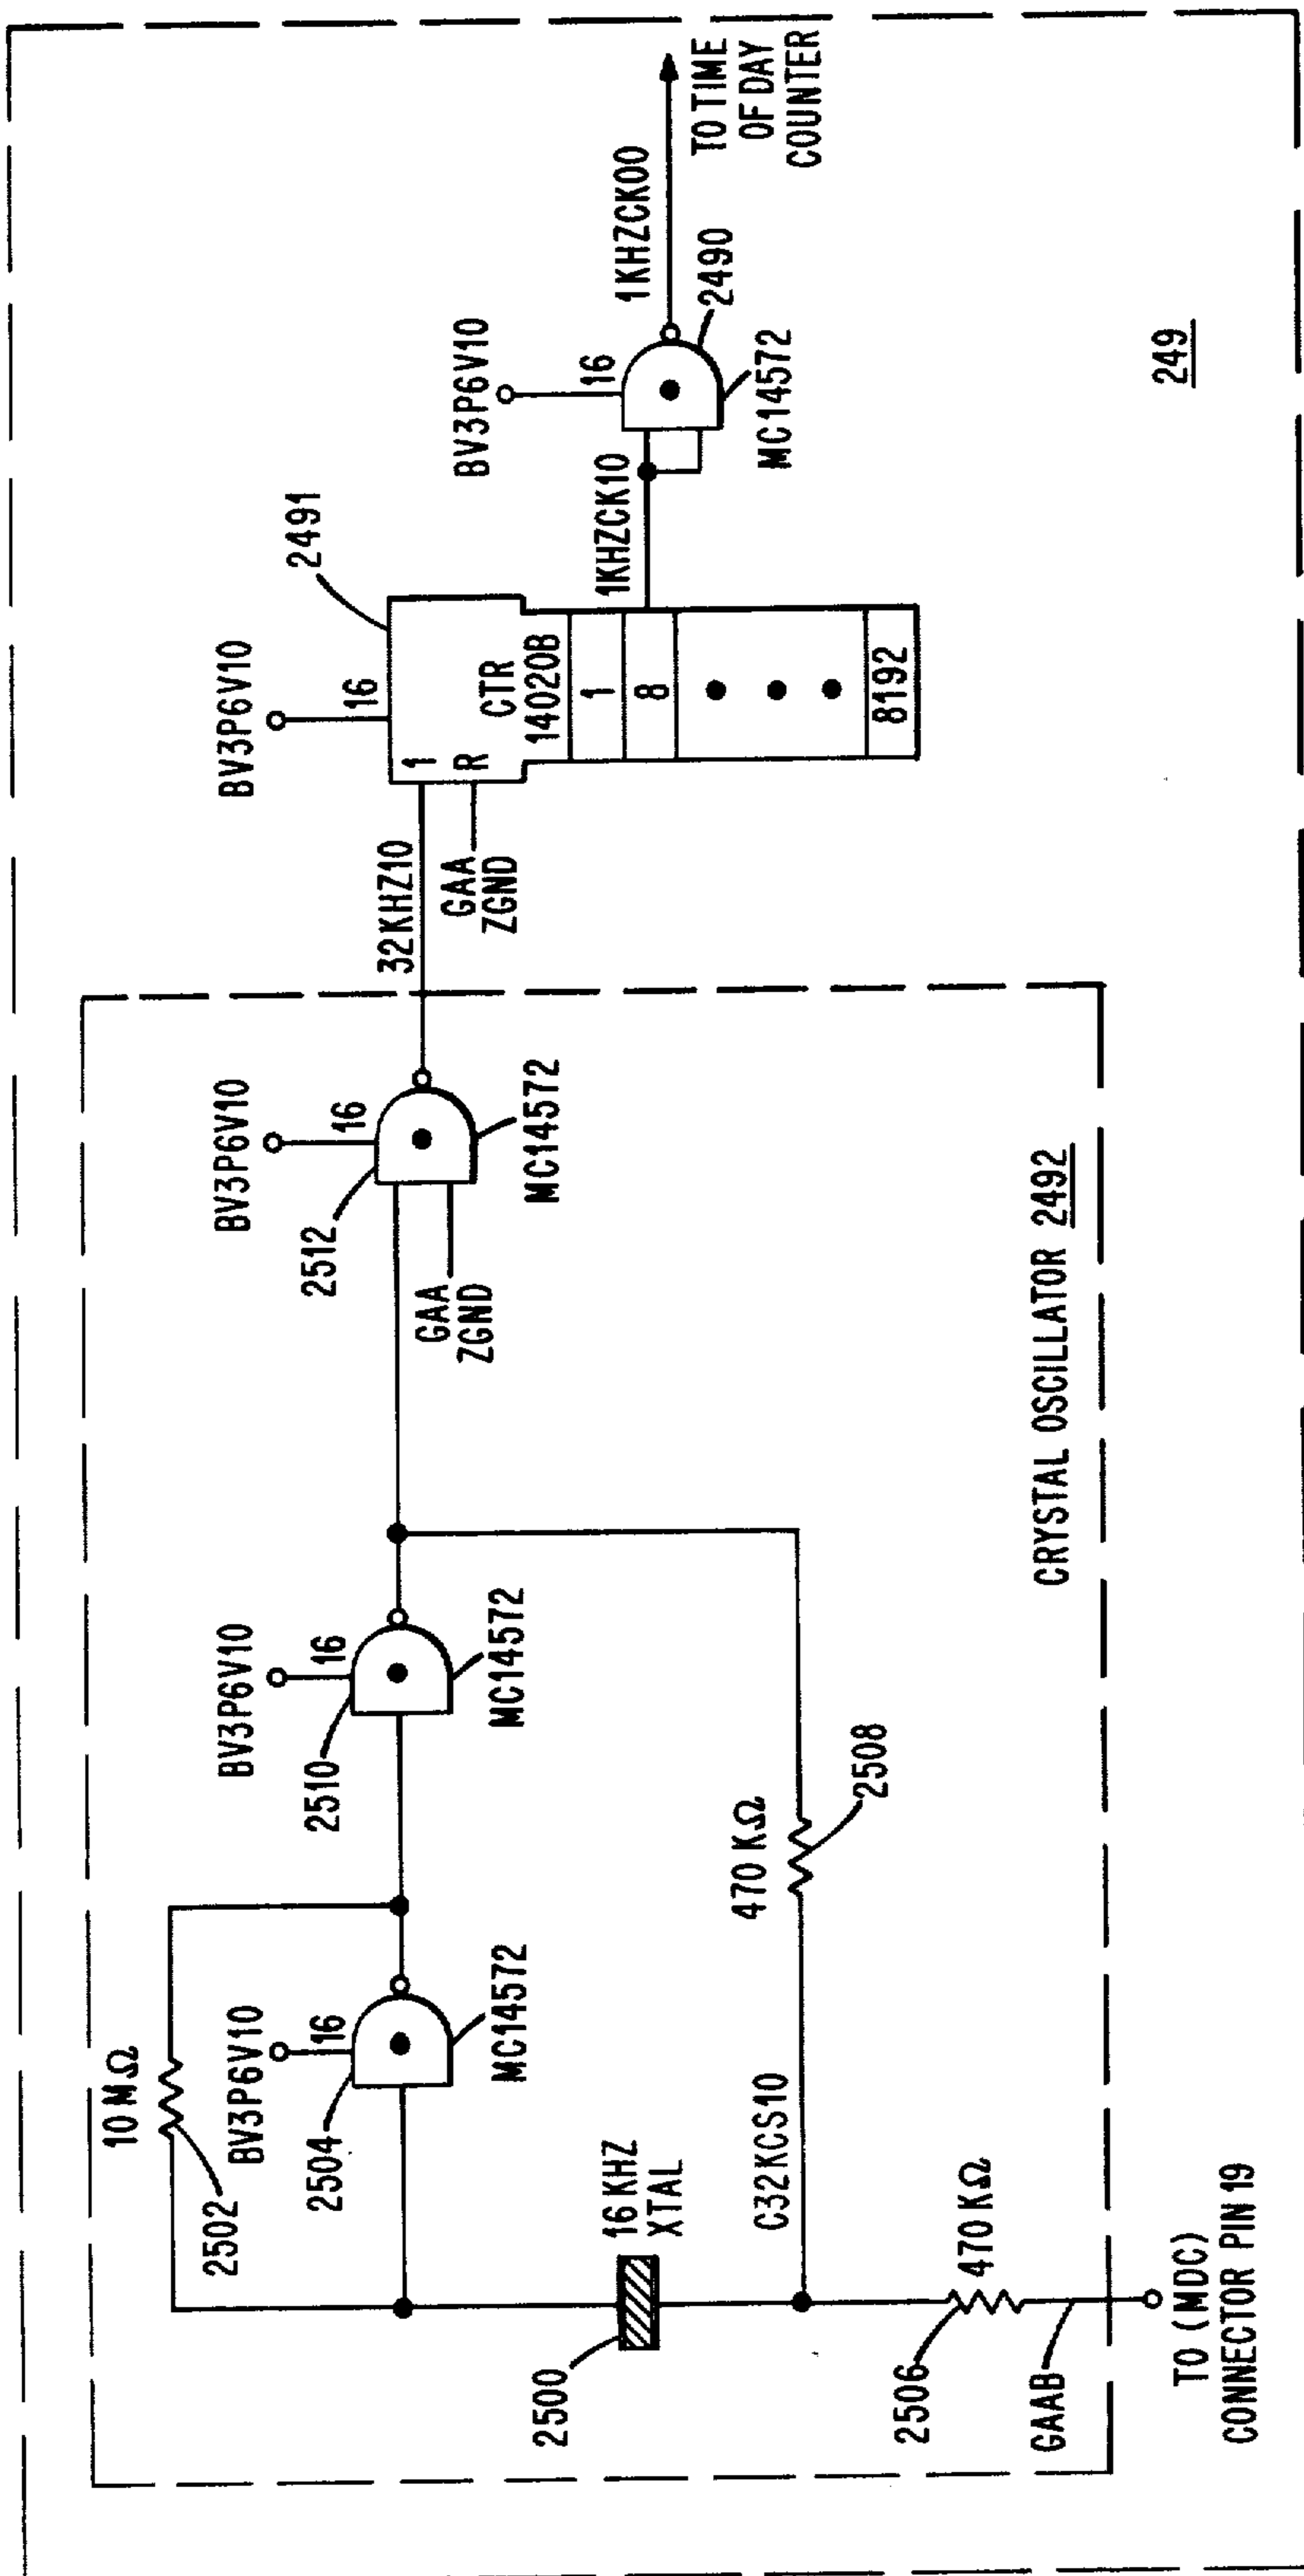 10 MΩ
2502
BV3P6V10
16
2504
MC14572
16 KHZ
XTAL
2500
C32KCS10
470 KΩ
2506
GAAB
TO (MDC)
CONNECTOR PIN 19
BV3P6V10
16
2510
MC14572
470 KΩ
2508
BV3P6V10
16
2512
MC14572
GAA
ZGND
CRYSTAL OSCILLATOR 2492
32KHZ10
GAA
ZGND
BV3P6V10
16
2491
1
R
CTR
14020B
1
8
8192
1KHZCK10
BV3P6V10
16
2490
MC14572
1KHZCK00
TO TIME
OF DAY
COUNTER
249